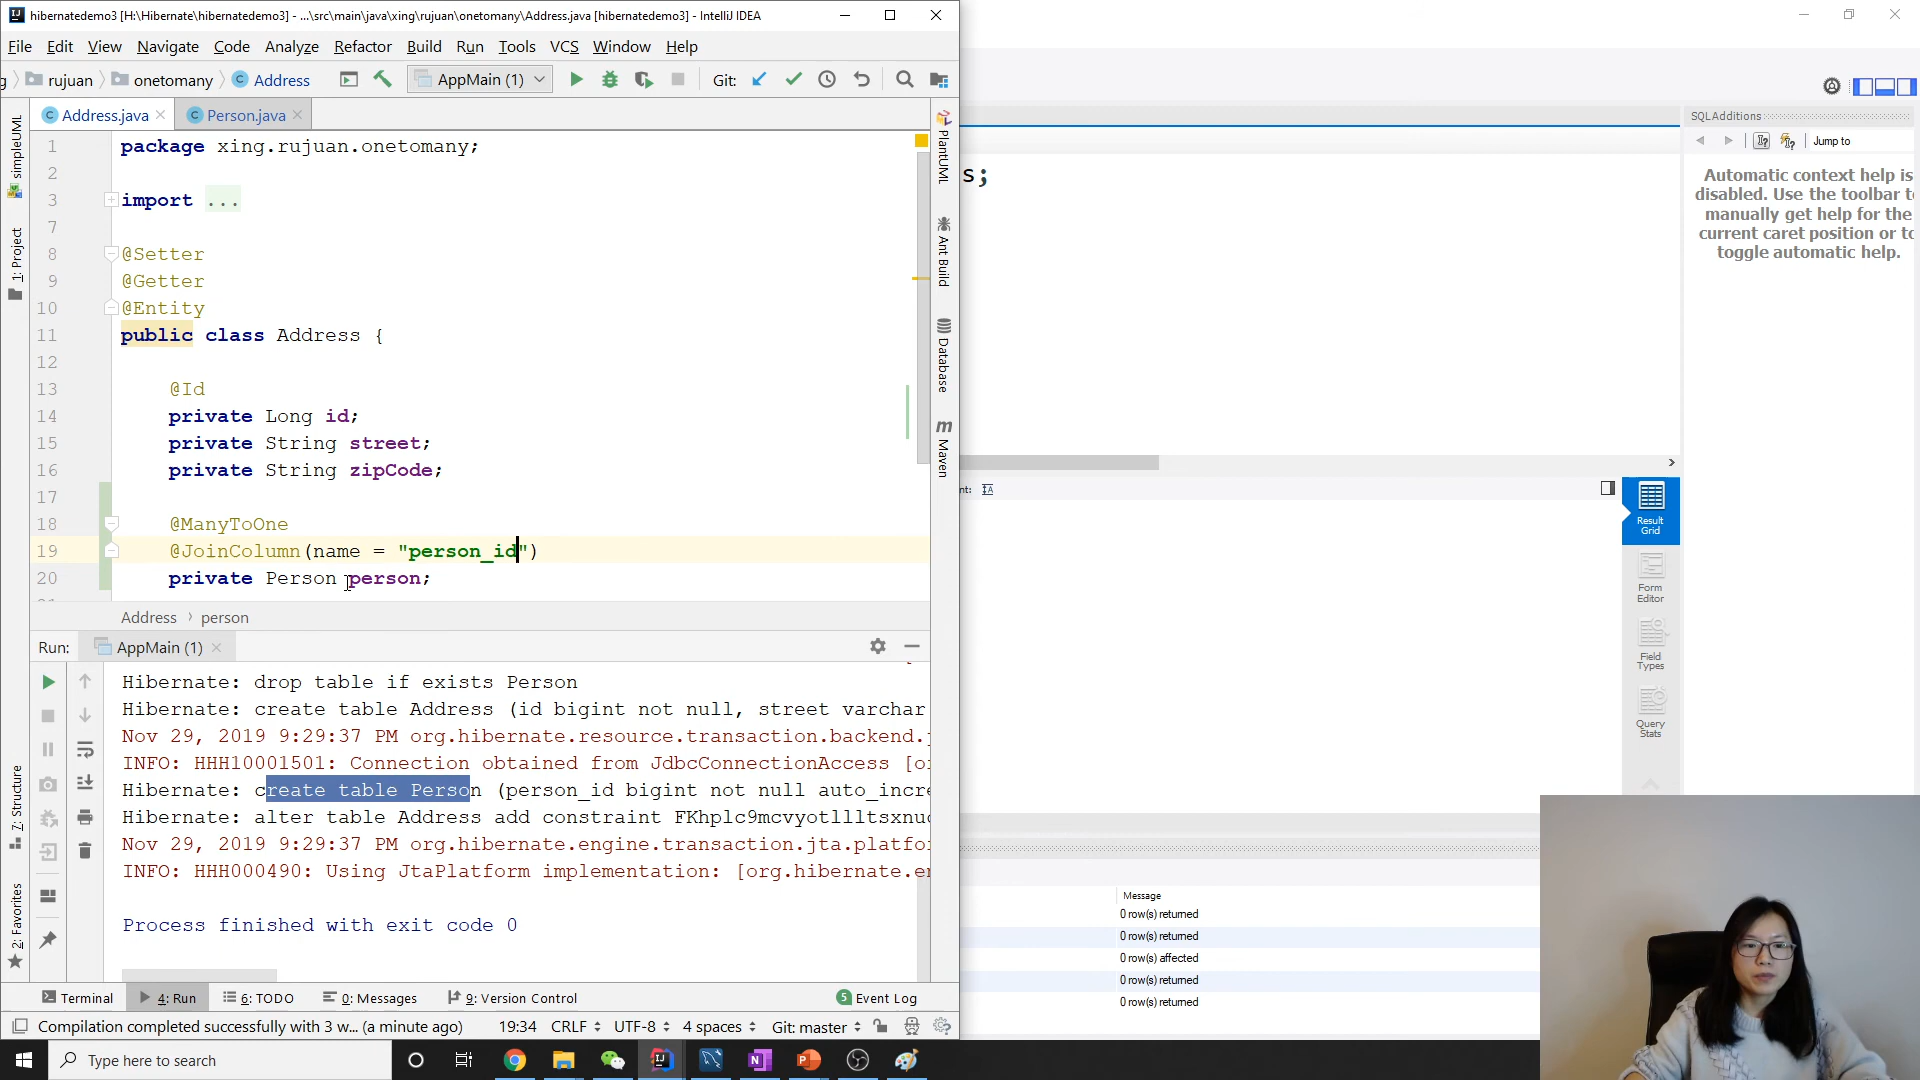 hibernatedemo3 [H:\Hibernate\hibernatedemo3] - ...\src\main\java\xing\rujuan\onetomany\Address.java [hibernatedemo3] - IntelliJ IDEA
File Edit View Navigate Code Analyze Refactor Build Run Tools VCS Window Help
g rujuan onetomany Address AppMain (1) Git:
Address.java Person.java
1 package xing.rujuan.onetomany;
2
3 import ...
7
8 @Setter
9 @Getter
10 @Entity
11 public class Address {
12
13 @Id
14 private Long id;
15 private String street;
16 private String zipCode;
17
18 @ManyToOne
19 @JoinColumn(name = "person_id")
20 private Person person;
Address › person
simpleUML
1: Project
7: Structure
2: Favorites
PlantUML
Ant Build
Database
Maven
Run: AppMain (1)
Hibernate: drop table if exists Person
Hibernate: create table Address (id bigint not null, street varchar
Nov 29, 2019 9:29:37 PM org.hibernate.resource.transaction.backend.j
INFO: HHH10001501: Connection obtained from JdbcConnectionAccess [or
Hibernate: create table Person (person_id bigint not null auto_incre
Hibernate: alter table Address add constraint
Nov 29, 2019 9:29:37 PM org.hibernate.engine.transaction.jta.platfo
INFO: HHH000490: Using JtaPlatform implementation: [org.hibernate.en
Process finished with exit code 0
Terminal 4: Run 6: TODO 0: Messages 9: Version Control 5 Event Log
Compilation completed successfully with 3 w... (a minute ago) 19:34 CRLF UTF-8 4 spaces Git: master
Type here to search
s;
SQLAdditions
Jump to
Automatic context help is
disabled. Use the toolbar to
manually get help for the
current caret position or to
toggle automatic help.
nt:
Result
Grid
Form
Editor
Field
Types
Query
Stats
Message
0 row(s) returned
0 row(s) returned
0 row(s) affected
0 row(s) returned
0 row(s) returned